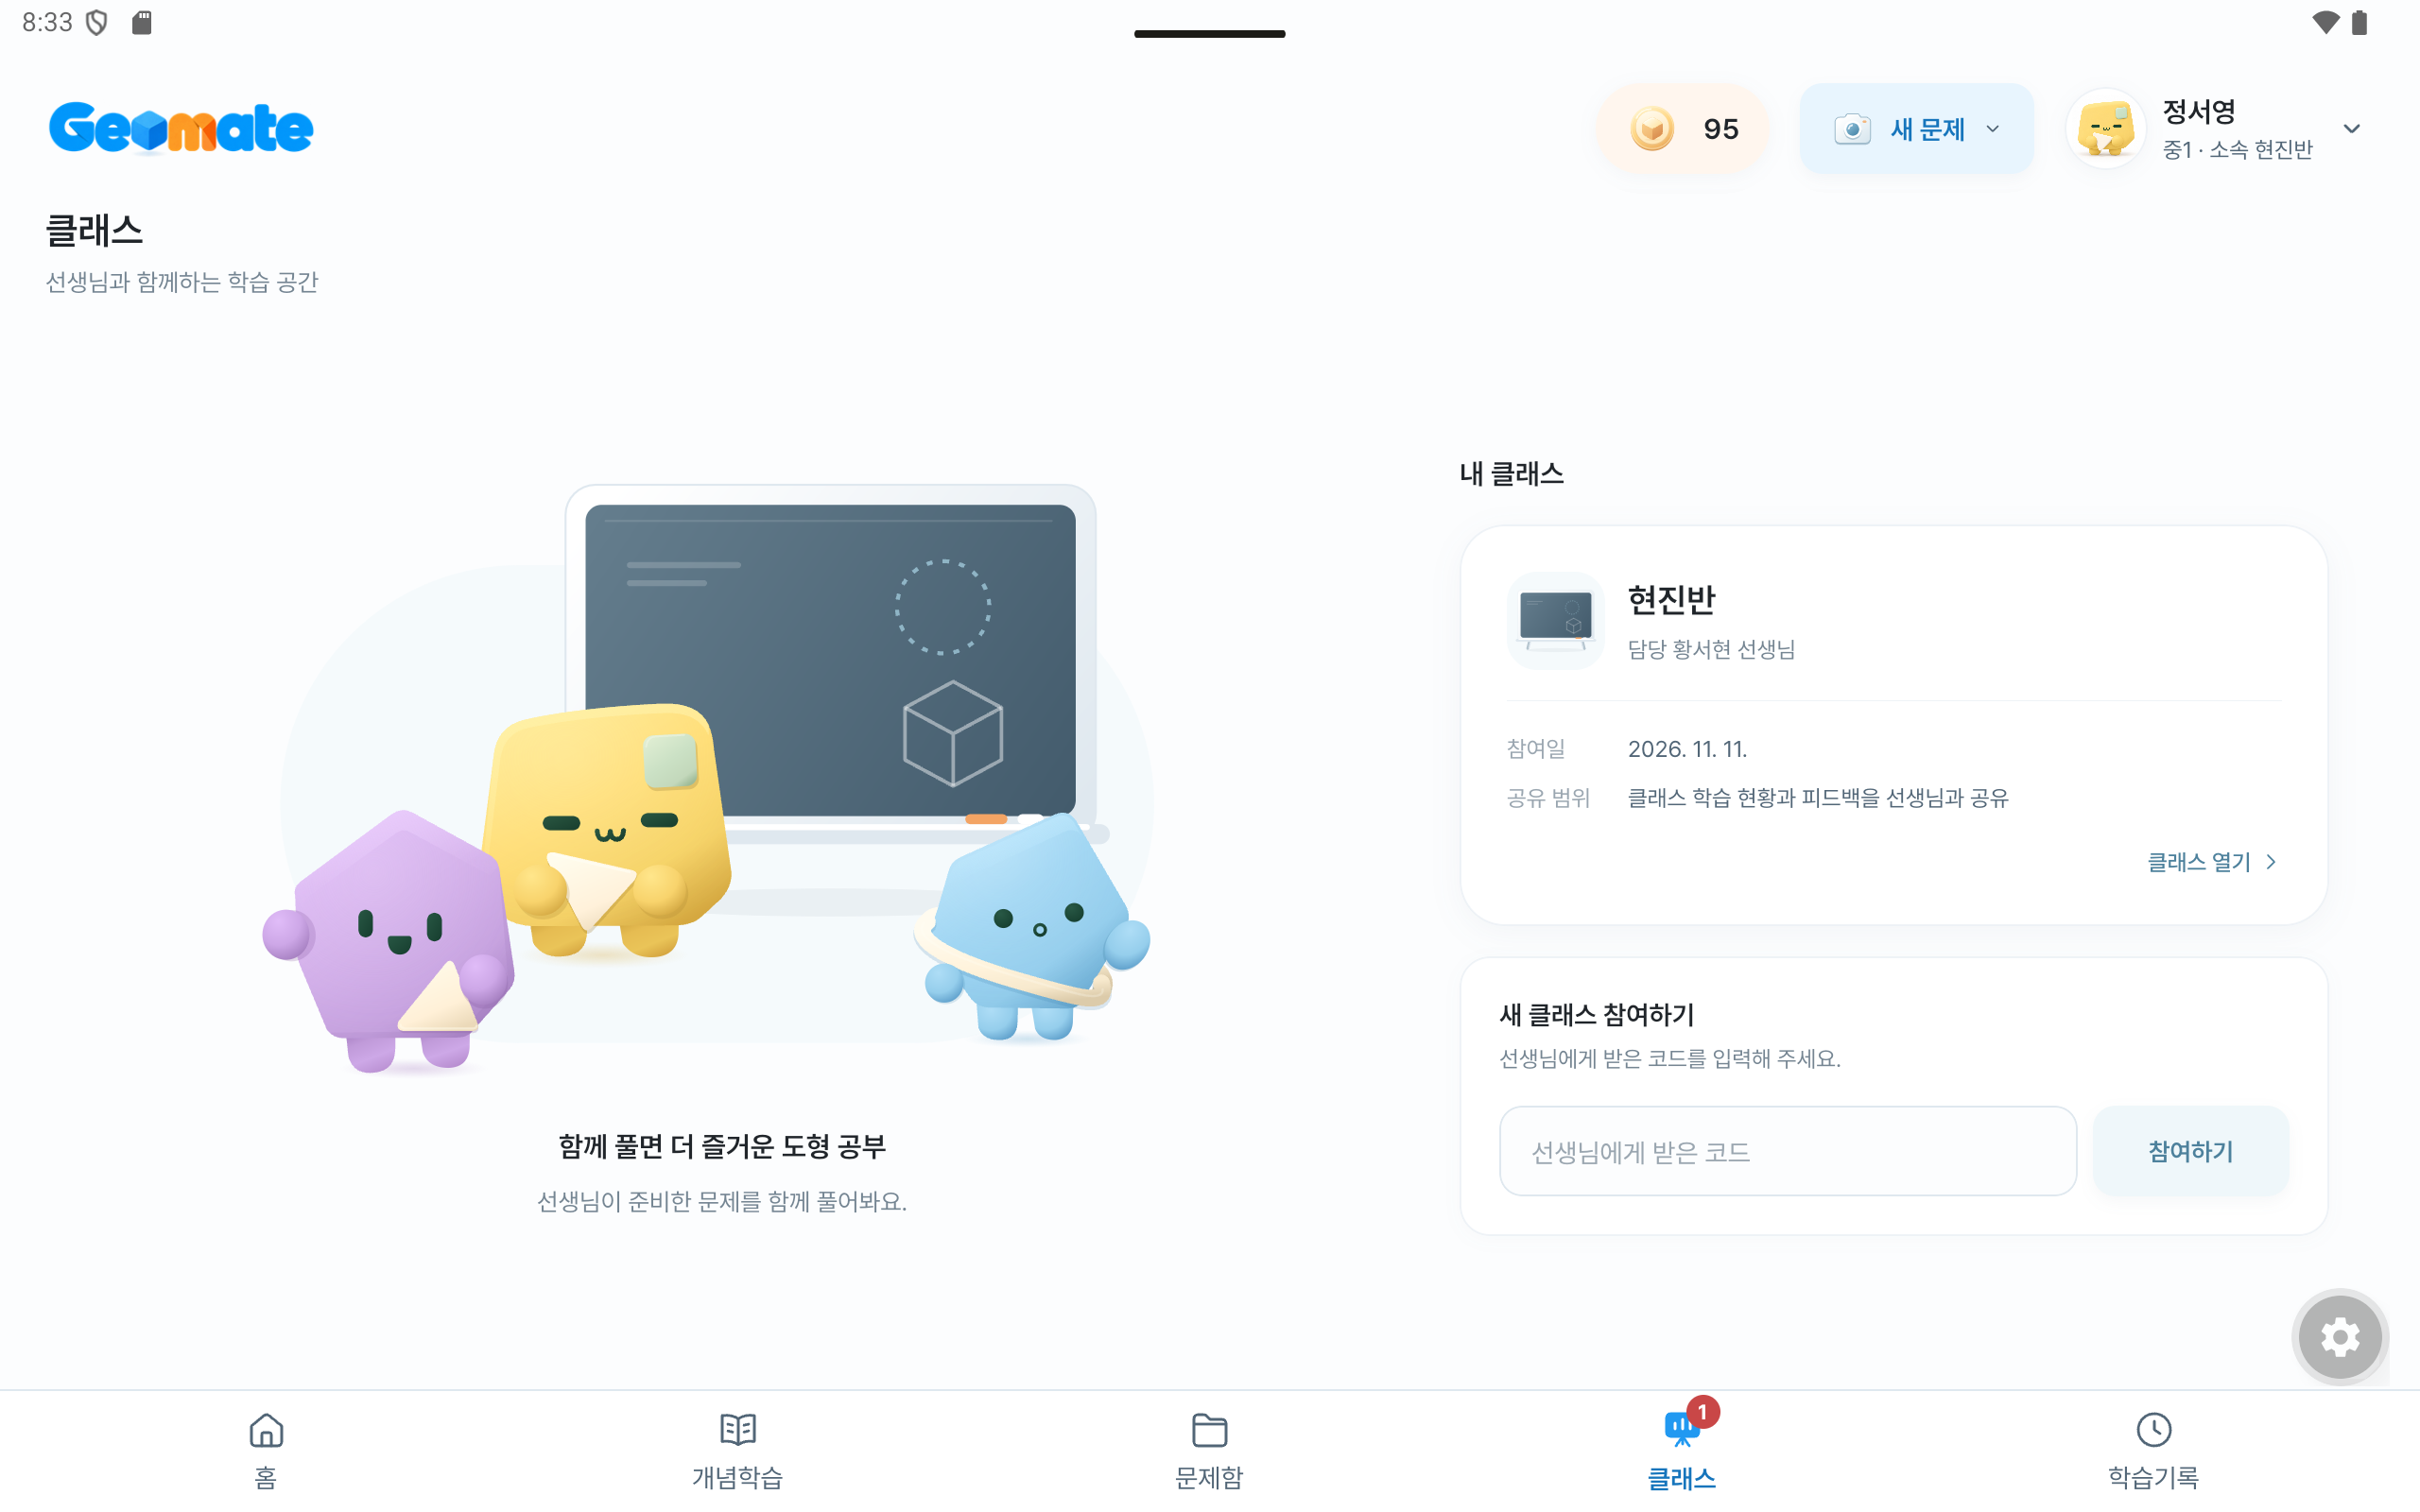 8:33
Geomate
95
새 문제
정서영
중1 · 소속 현진반
클래스
선생님과 함께하는 학습 공간
내 클래스
현진반
담당 황서현 선생님
참여일 2026. 11. 11.
공유 범위 클래스 학습 현황과 피드백을 선생님과 공유
클래스 열기
새 클래스 참여하기
선생님에게 받은 코드를 입력해 주세요.
선생님에게 받은 코드
참여하기
함께 풀면 더 즐거운 도형 공부
선생님이 준비한 문제를 함께 풀어봐요.
1
홈
개념학습
문제함
클래스
학습기록